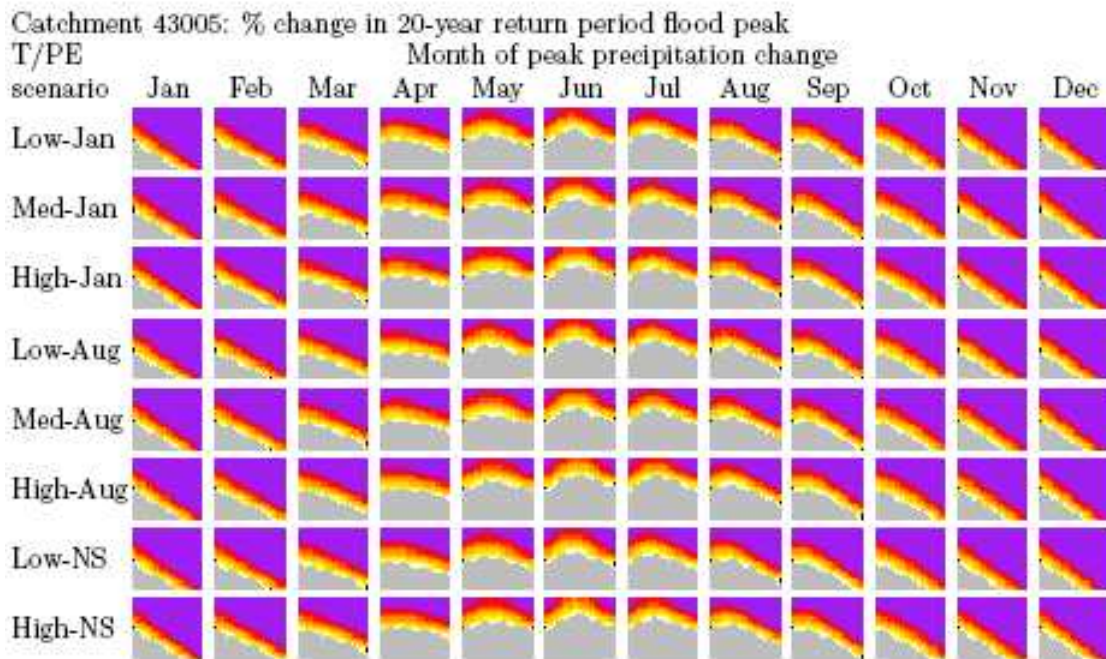 Catchment 43005: % change in 20-year return period flood peak
T/PE Month of peak precipitation change
scenario Jan Feb Mar Apr May Jun Jul Aug Sep Oct Nov Dec
Low-Jan
Med-Jan
High-Jan
Low-Aug
Med-Aug
High-Aug
Low-NS
High-NS